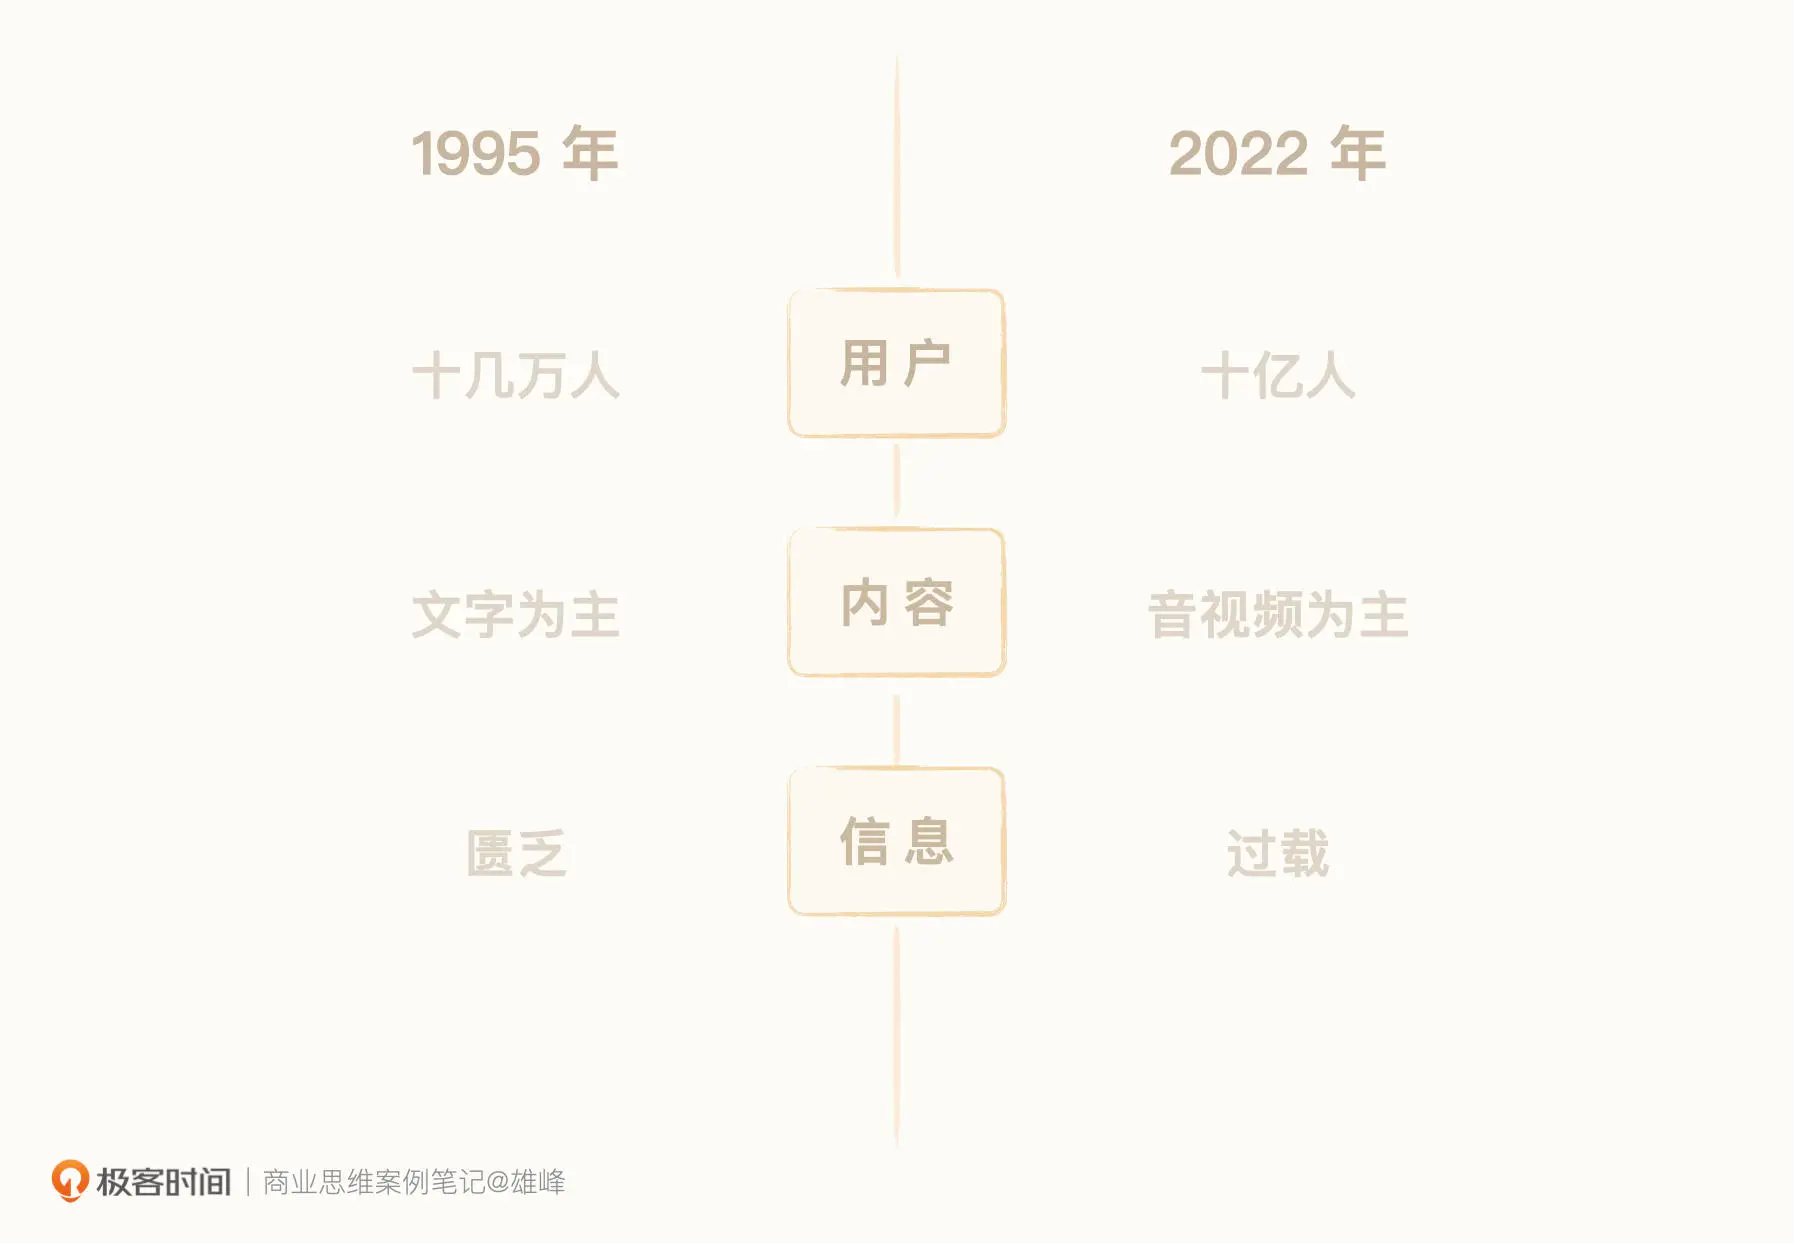 1995 年
2022 年
十几万人
用户
十亿人
文字为主
内容
音视频为主
匮乏
信息
过载
极客时间 | 商业思维案例笔记@雄峰